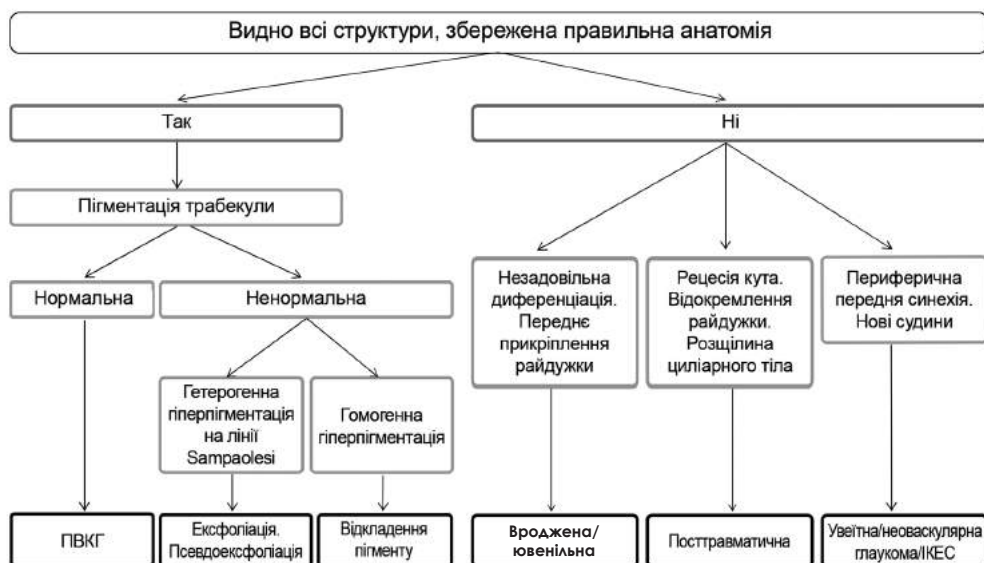 Видно всі структури, збережена правильна анатомія
Так
Ні
Пігментація трабекули
Нормальна
Ненормальна
Незадовільна
диференціація.
Переднє
прикріплення
райдужки
Рецесія кута.
Відокремлення
райдужки.
Розщілина
циліарного тіла
Периферична
передня синехія.
Нові судини
Гетерогенна
гіперпігментація
на лінії
Sampaolesi
Гомогенна
гіперпігментація
ПВКГ
Ексфоліація.
Псевдоексфоліація
Відкладення
пігменту
Вроджена/
ювенільна
Посттравматична
Увеїтна/неоваскулярна
глаукома/ІКЕС